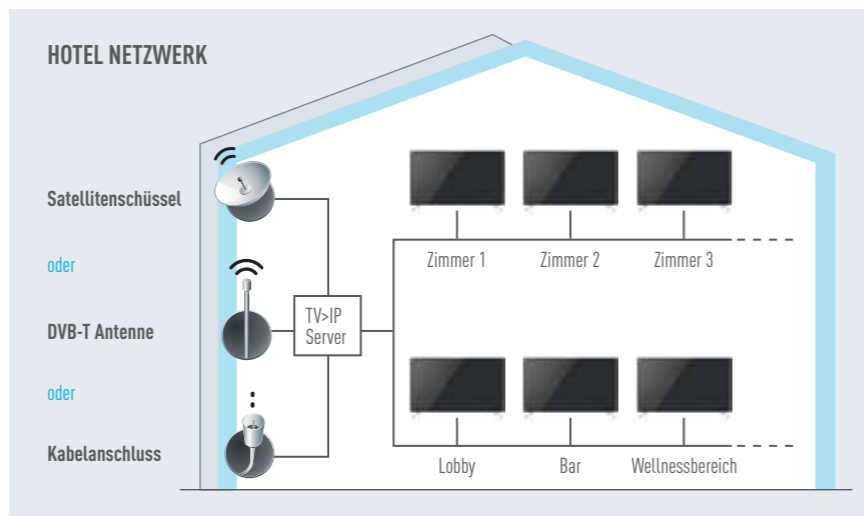 HOTEL NETZWERK
Satellitenschüssel
oder
DVB-T Antenne
oder
Kabelanschluss
TV>IP
Server
Zimmer 1
Zimmer 2
Zimmer 3
Lobby
Bar
Wellnessbereich